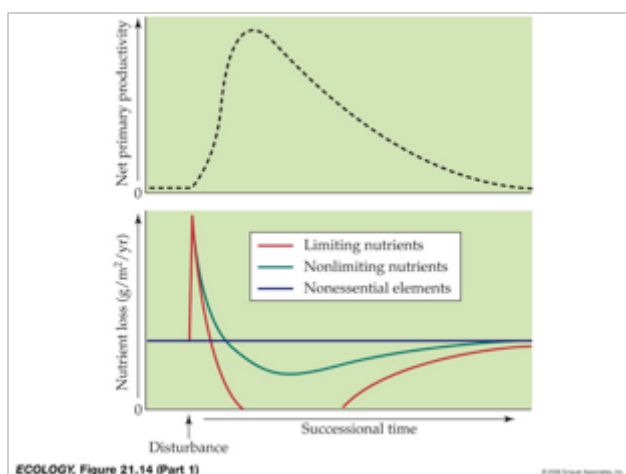 Net primary productivity
0
Nutrient loss (g/m²/yr)
Limiting nutrients
Nonlimiting nutrients
Nonessential elements
0
Successional time
Disturbance
ECOLOGY, Figure 21.14 (Part 1)